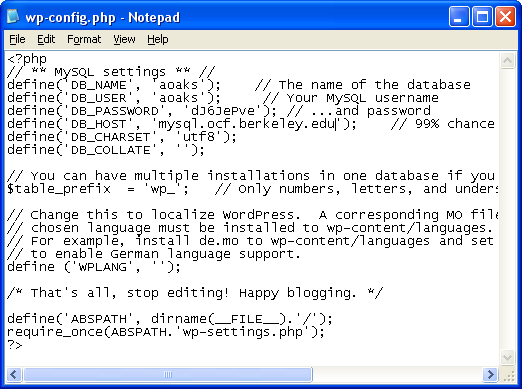 wp-config.php - Notepad
File Edit Format View Help
<?php
// ** MySQL settings ** //
define('DB_NAME', 'aoaks');    // The name of the database
define('DB_USER', 'aoaks');     // Your MySQL username
define('DB_PASSWORD', 'dJ6JePve'); // ...and password
define('DB_HOST', 'mysql.ocf.berkeley.edu');    // 99% chance
define('DB_CHARSET', 'utf8');
define('DB_COLLATE', '');

// You can have multiple installations in one database if you
$table_prefix  = 'wp_';   // Only numbers, letters, and unders

// Change this to localize WordPress.  A corresponding MO file
// chosen language must be installed to wp-content/languages.
// For example, install de.mo to wp-content/languages and set
// to enable German language support.
define ('WPLANG', '');

/* That's all, stop editing! Happy blogging. */

define('ABSPATH', dirname(__FILE__).'/');
require_once(ABSPATH.'wp-settings.php');
?>